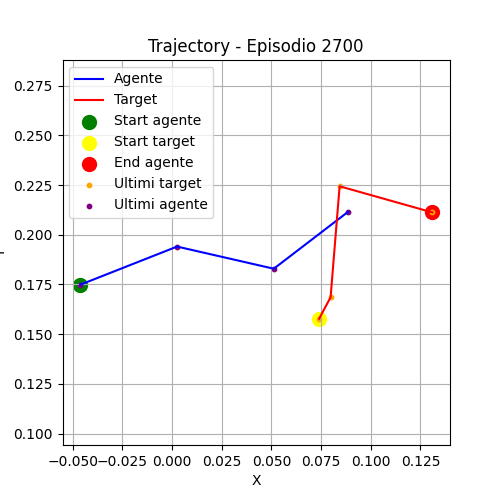 Trajectory - Episodio 2700
Agente
Target
Start agente
Start target
End agente
Ultimi target
Ultimi agente
0.275
0.250
0.225
0.200
0.175
0.150
0.125
0.100
−0.050
−0.025
0.000
0.025
0.050
0.075
0.100
0.125
X